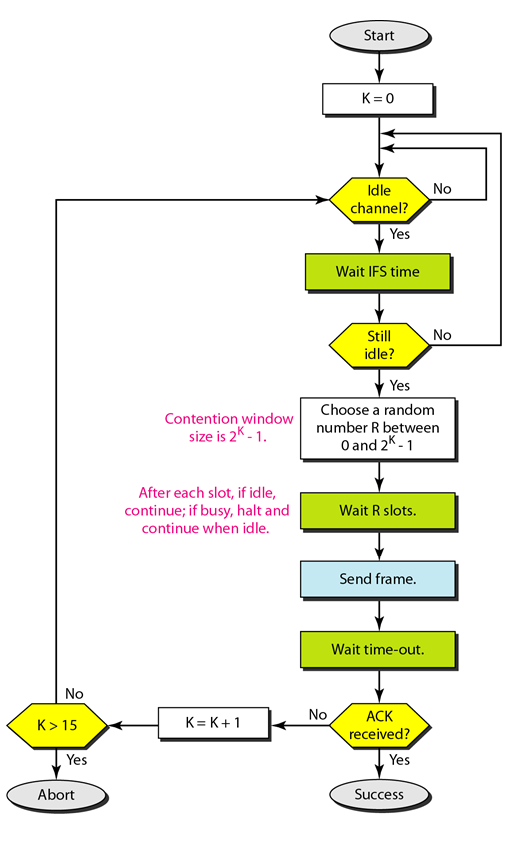 Start
K = 0
Idle
channel?
No
Yes
Wait IFS time
Still
idle?
No
Yes
Contention window
size is 2^K - 1.
Choose a random
number R between
0 and 2^K - 1
After each slot, if idle,
continue; if busy, halt and
continue when idle.
Wait R slots.
Send frame.
Wait time-out.
ACK
received?
No
K = K + 1
K > 15
No
Yes
Abort
Yes
Success